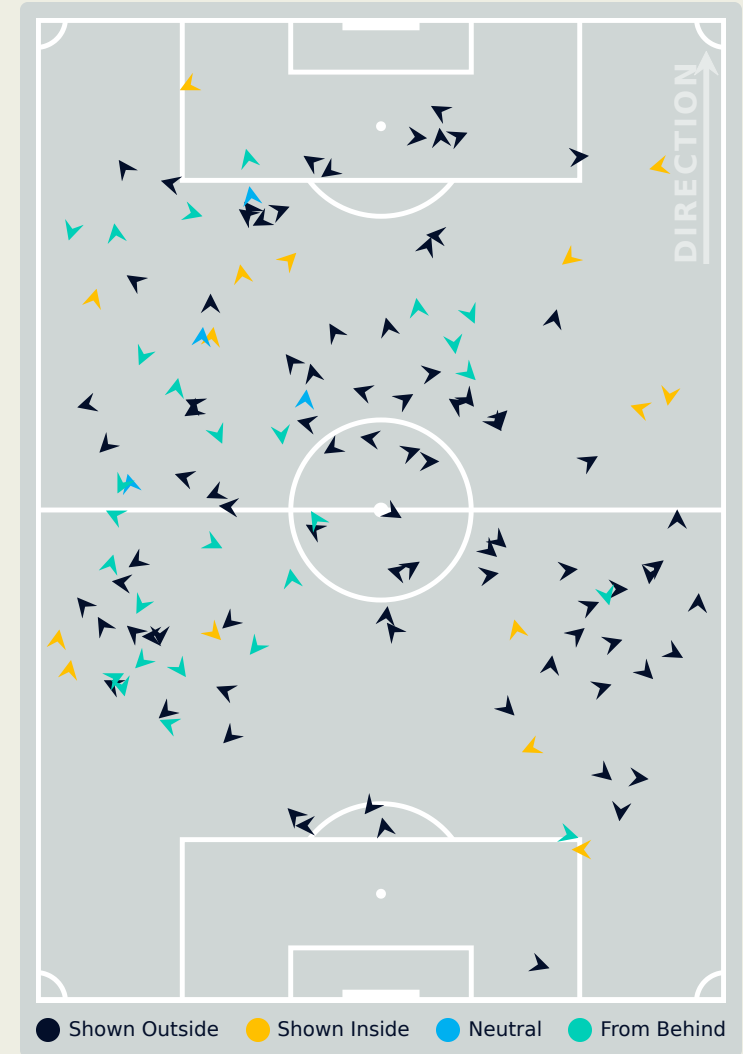 DIRECTION
Shown Outside
Shown Inside
Neutral
From Behind